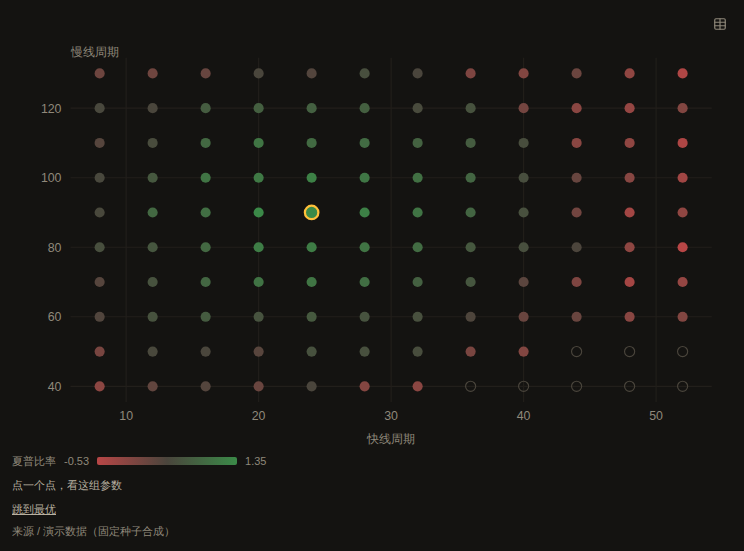 慢线周期
120
100
80
60
40
10 20 30 40 50
快线周期
夏普比率 -0.53 1.35
点一个点，看这组参数
跳到最优
来源 / 演示数据（固定种子合成）